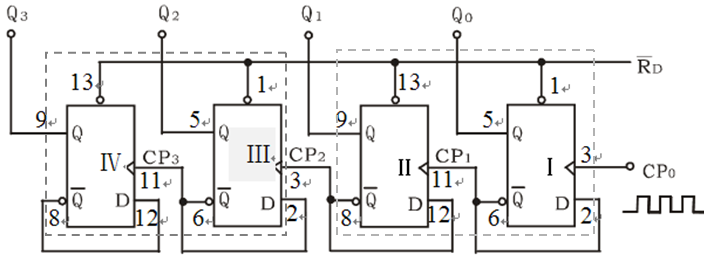 Q3 Q2 Q1 Q0
13 1 13 1 R̅D
9 Q 5 Q 9 Q 5 Q
IV CP3 III CP2 II CP1 I 3 CP0
11 3 11
Q̅ D Q̅ D Q̅ D Q̅ D
8 12 6 2 8 12 6 2